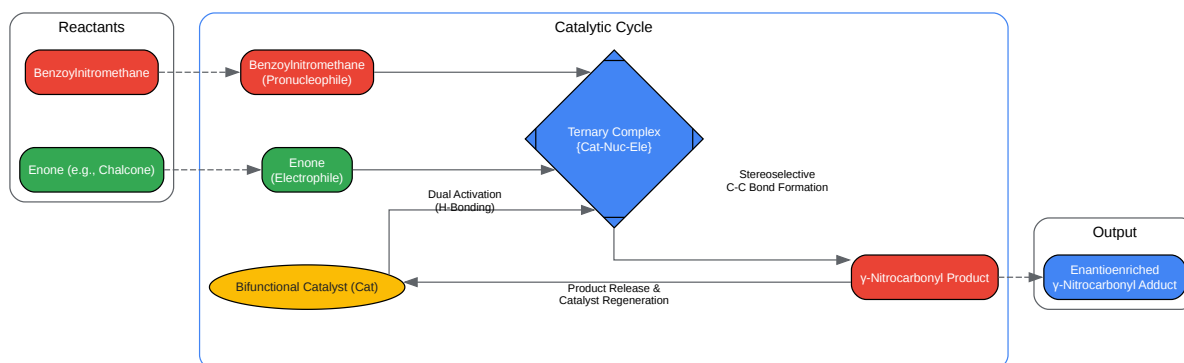 Reactants
Benzoylnitromethane
Enone (e.g., Chalcone)
Catalytic Cycle
Benzoylnitromethane
(Pronucleophile)
Enone
(Electrophile)
Ternary Complex
{Cat-Nuc-Ele}
Dual Activation
(H-Bonding)
Stereoselective
C-C Bond Formation
Bifunctional Catalyst (Cat)
Product Release &
Catalyst Regeneration
γ-Nitrocarbonyl Product
Output
Enantioenriched
γ-Nitrocarbonyl Adduct